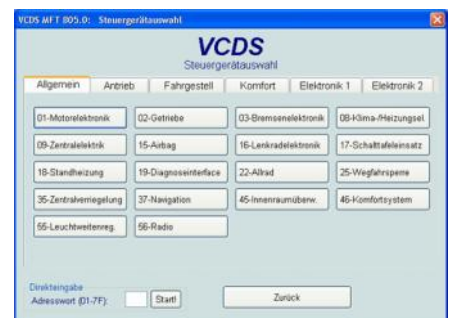 VCDS MFT 805.0: Steuergerätauswahl
VCDS
Steuergerätauswahl
Allgemein Antrieb Fahrgestell Komfort Elektronik 1 Elektronik 2
01-Motorelektronik 02-Getriebe 03-Bremsenelektronik 08-Klima-/Heizungsel.
09-Zentralelektrik 15-Airbag 16-Lenkradelektronik 17-Schalttafeleinsatz
18-Standheizung 19-Diagnoseinterface 22-Allrad 25-Wegfahrsperre
35-Zentralverriegelung 37-Navigation 45-Innenraumüberw. 46-Komfortsystem
55-Leuchtweitenreg. 56-Radio
Direkteingabe
Adresswort (01-7F): Start! Zurück